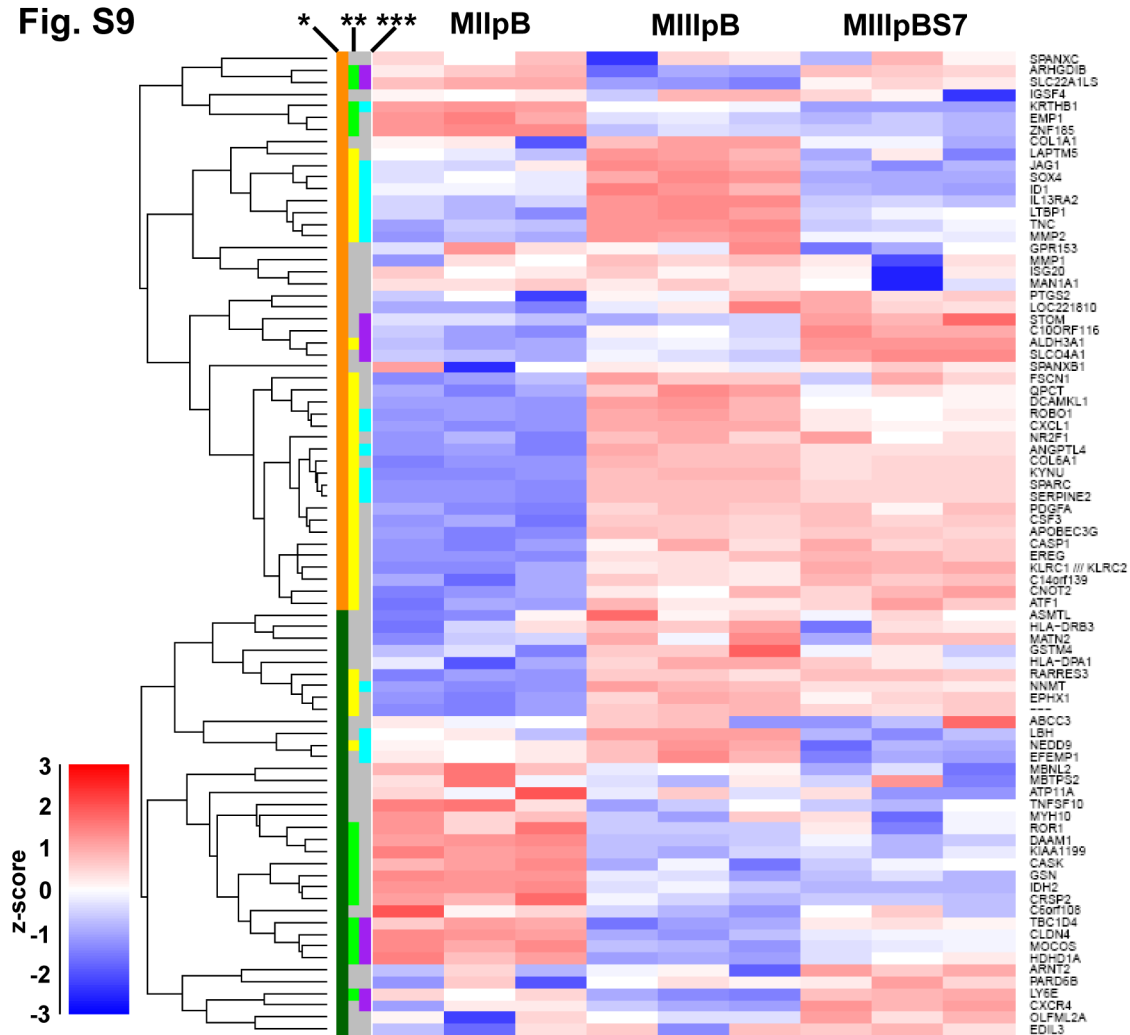 Fig. S9
* ** *** MIIpB MIIIpB MIIIpBS7
SPANXC
ARHGDIB
SLC22A1LS
IGSF4
KRTHB1
EMP1
ZNF185
COL1A1
LAPTM5
JAG1
SOX4
ID1
IL13RA2
LTBP1
TNC
MMP2
GPR153
MMP1
ISG20
MAN1A1
PTGS2
LOC221810
STOM
C10ORF116
ALDH3A1
SLCO4A1
SPANXB1
FSCN1
QPCT
DCAMKL1
ROBO1
CXCL1
NR2F1
ANGPTL4
COL6A1
KYNU
SPARC
SERPINE2
PDGFA
CSF3
APOBEC3G
CASP1
EREG
KLRC1 /// KLRC2
C14orf139
CNOT2
ATF1
ASMTL
HLA-DRB3
MATN2
GSTM4
HLA-DPA1
RARRES3
NNMT
EPHX1
---
ABCC3
LBH
NEDD9
EFEMP1
MBNL2
MBTPS2
ATP11A
TNFSF10
MYH10
ROR1
DAAM1
KIAA1199
CASK
GSN
IDH2
CRSP2
C6orf108
TBC1D4
CLDN4
MOCOS
HDHD1A
ARNT2
PARD6B
LY6E
CXCR4
OLFML2A
EDIL3
z-score
3
2
1
0
-1
-2
-3